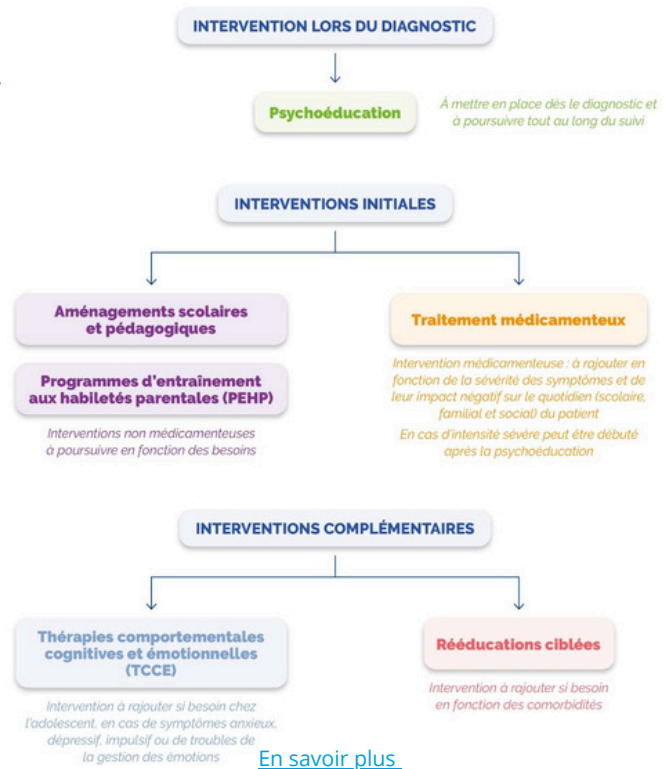 INTERVENTION LORS DU DIAGNOSTIC
Psychoéducation
À mettre en place dès le diagnostic et
à poursuivre tout au long du suivi
INTERVENTIONS INITIALES
Aménagements scolaires
et pédagogiques
Programmes d'entraînement
aux habiletés parentales (PEHP)
Interventions non médicamenteuses
à poursuivre en fonction des besoins
Traitement médicamenteux
Intervention médicamenteuse : à rajouter en
fonction de la sévérité des symptômes et de
leur impact négatif sur le quotidien (scolaire,
familial et social) du patient
En cas d'intensité sévère peut être débuté
après la psychoéducation
INTERVENTIONS COMPLÉMENTAIRES
Thérapies comportementales
cognitives et émotionnelles
(TCCE)
Intervention à rajouter si besoin chez
l'adolescent, en cas de symptômes anxieux,
dépressif, impulsif ou de troubles de
la gestion des émotions
Rééducations ciblées
Intervention à rajouter si besoin
en fonction des comorbidités
En savoir plus